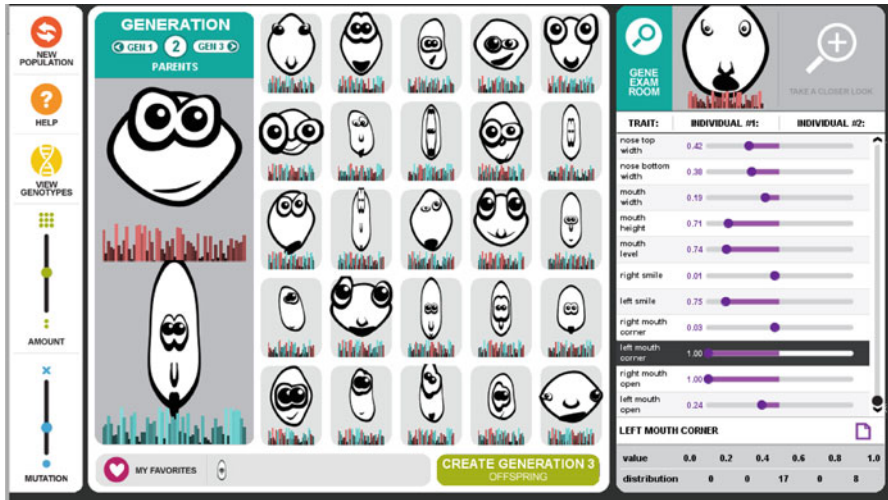 NEW
POPULATION
HELP
VIEW
GENOTYPES
AMOUNT
MUTATION
GENERATION
GEN 1 2 GEN 3
PARENTS
MY FAVORITES
CREATE GENERATION 3
OFFSPRING
GENE
EXAM
ROOM
TAKE A CLOSER LOOK
TRAIT: INDIVIDUAL #1: INDIVIDUAL #2:
nose top
width 0.42
nose bottom
width 0.38
mouth
width 0.19
mouth
height 0.71
mouth
level 0.74
right smile 0.01
left smile 0.75
right mouth
corner 0.03
left mouth
corner 1.00
right mouth
open 1.00
left mouth
open 0.24
LEFT MOUTH CORNER
value 0.0 0.2 0.4 0.6 0.8 1.0
distribution 0 0 17 0 8